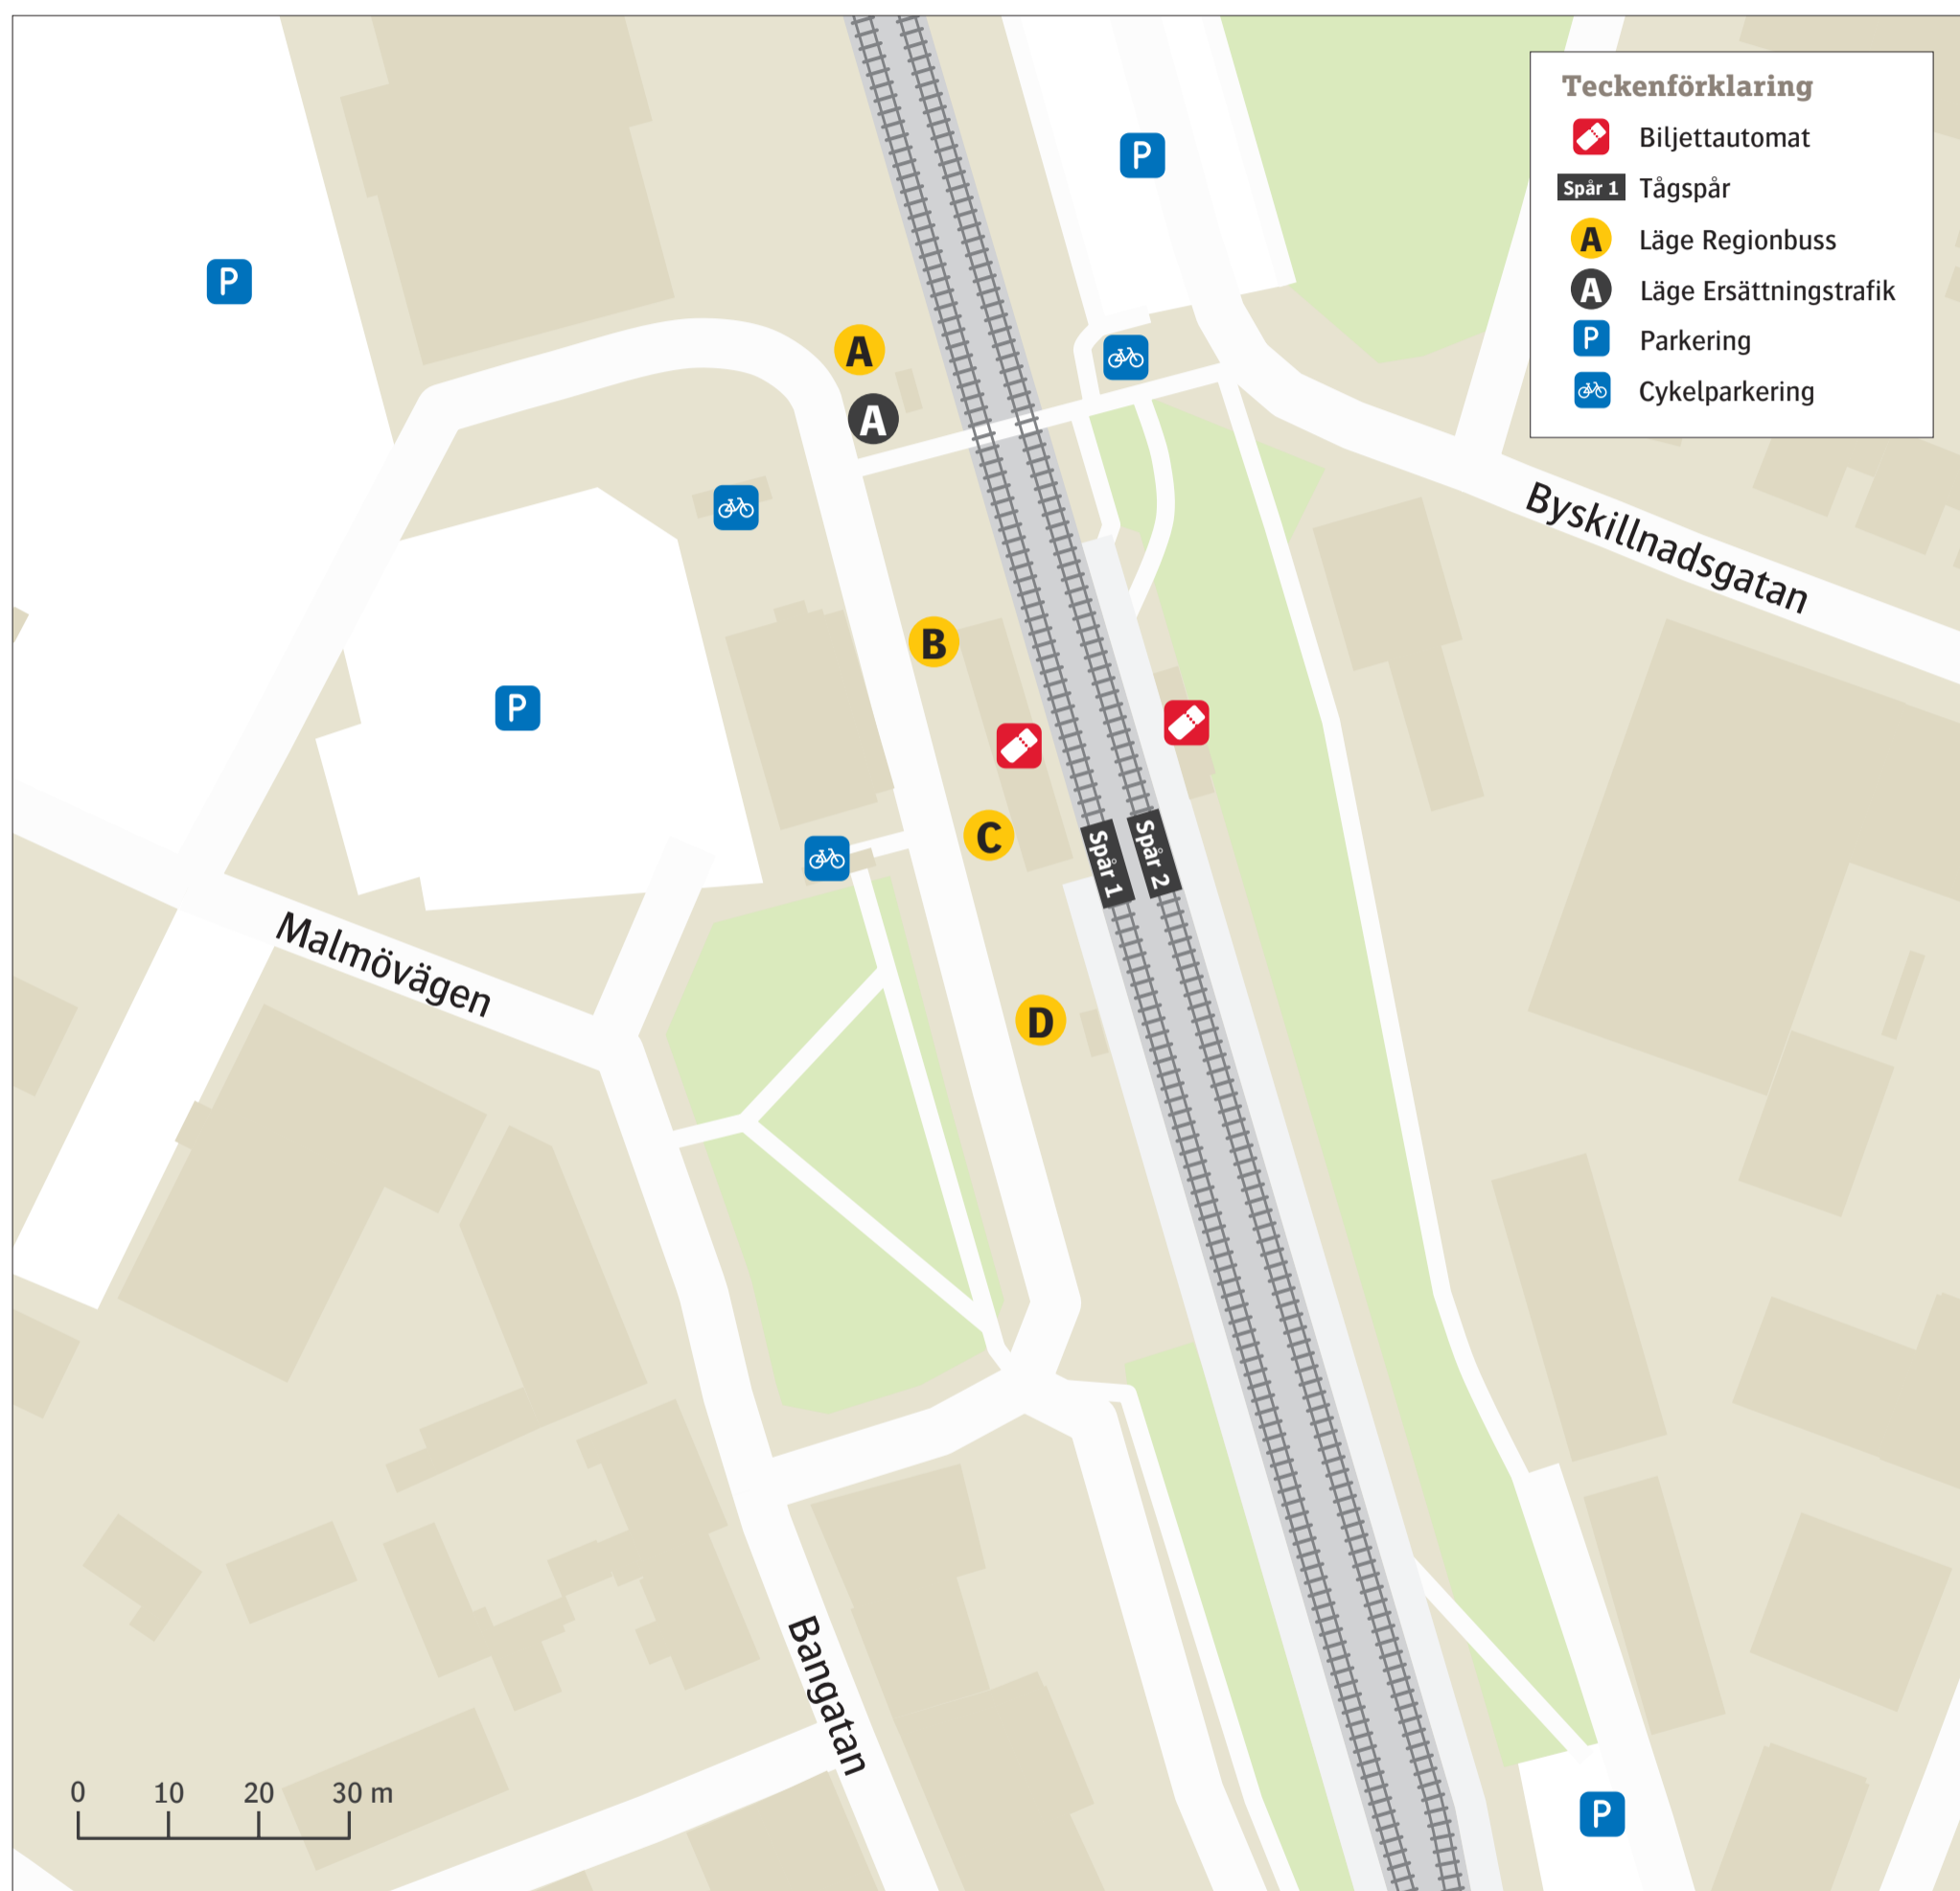 Teckenförklaring
Biljettautomat
Spår 1 Tågspår
A Läge Regionbuss
A Läge Ersättningstrafik
P Parkering
Cykelparkering
P
P
A
A
Byskillnadsgatan
B
P
C
Spår 1
Spår 2
Malmövägen
D
Bangatan
0 10 20 30 m
P